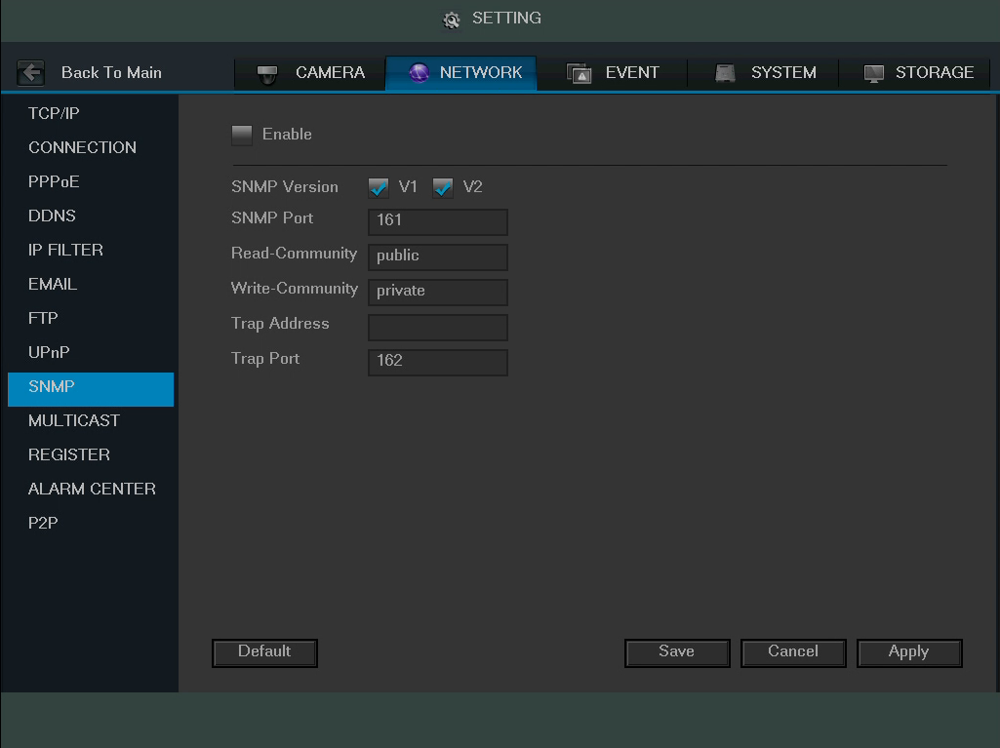 SETTING
Back To Main
CAMERA
NETWORK
EVENT
SYSTEM
STORAGE
TCP/IP
CONNECTION
PPPoE
DDNS
IP FILTER
EMAIL
FTP
UPnP
SNMP
MULTICAST
REGISTER
ALARM CENTER
P2P
Enable
SNMP Version V1 V2
SNMP Port 161
Read-Community public
Write-Community private
Trap Address
Trap Port 162
Default
Save
Cancel
Apply